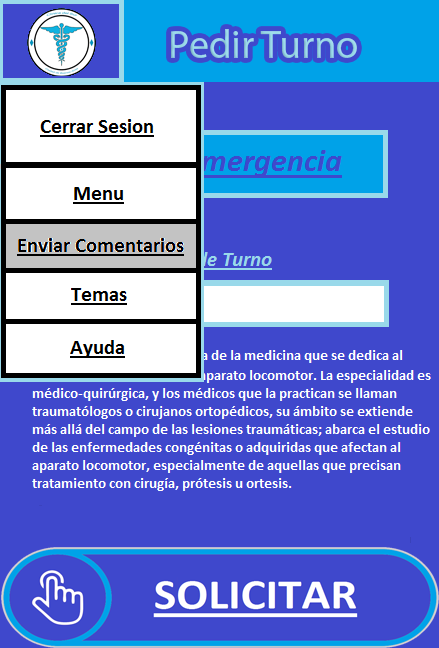 Pedir Turno
Cerrar Sesion
Menu
Enviar Comentarios
Temas
Ayuda
mergencia
de Turno
a de la medicina que se dedica al
aparato locomotor. La especialidad es
médico-quirúrgica, y los médicos que la practican se llaman
traumatólogos o cirujanos ortopédicos, su ámbito se extiende
más allá del campo de las lesiones traumáticas; abarca el estudio
de las enfermedades congénitas o adquiridas que afectan al
aparato locomotor, especialmente de aquellas que precisan
tratamiento con cirugía, prótesis u ortesis.
SOLICITAR